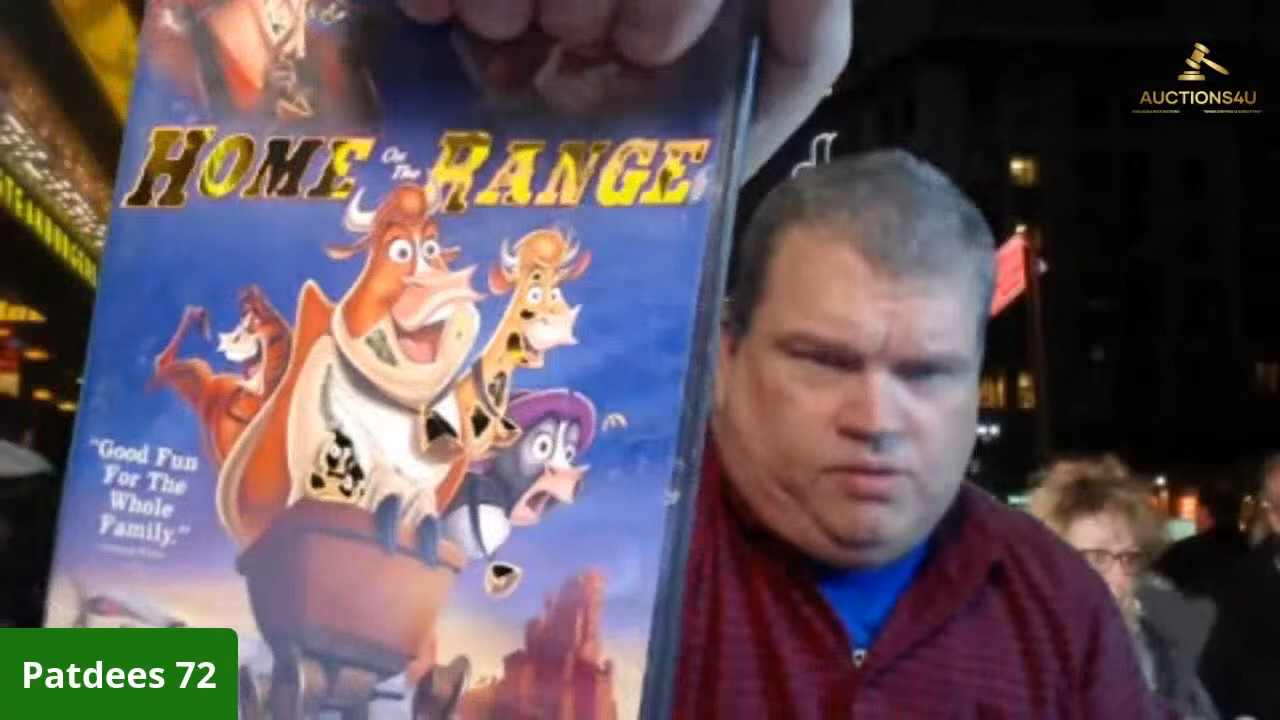 HOME On The RANGE
"Good Fun
For The
Whole
Family."
AUCTIONS4U
Patdees 72